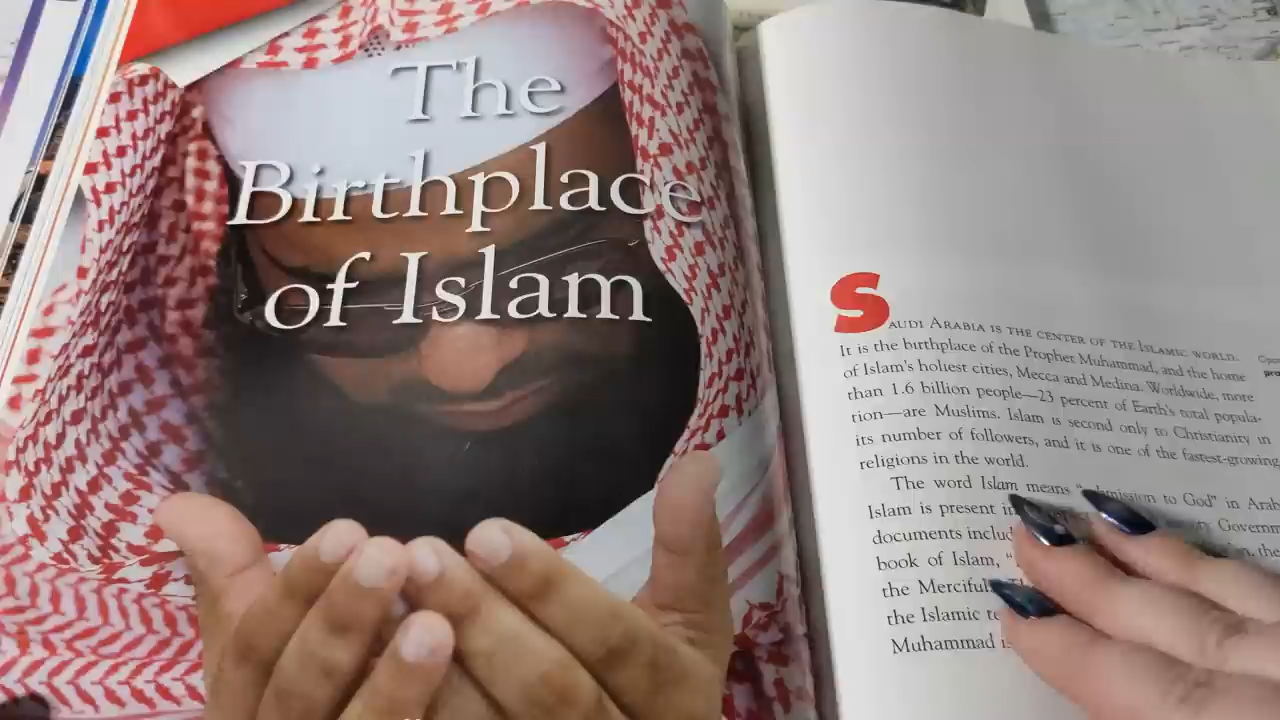 The
Birthplace
of Islam
SAUDI ARABIA IS THE CENTER OF THE ISLAMIC WORLD.
It is the birthplace of the Prophet Muhammad, and the home
of Islam's holiest cities, Mecca and Medina. Worldwide, more
than 1.6 billion people—23 percent of Earth's total popula-
tion—are Muslims. Islam is second only to Christianity in
its number of followers, and it is one of the fastest-growing
religions in the world.
The word Islam means to God" in
Islam is present
documents
book of Islam, "
the Merciful
the Islamic
Muhammad